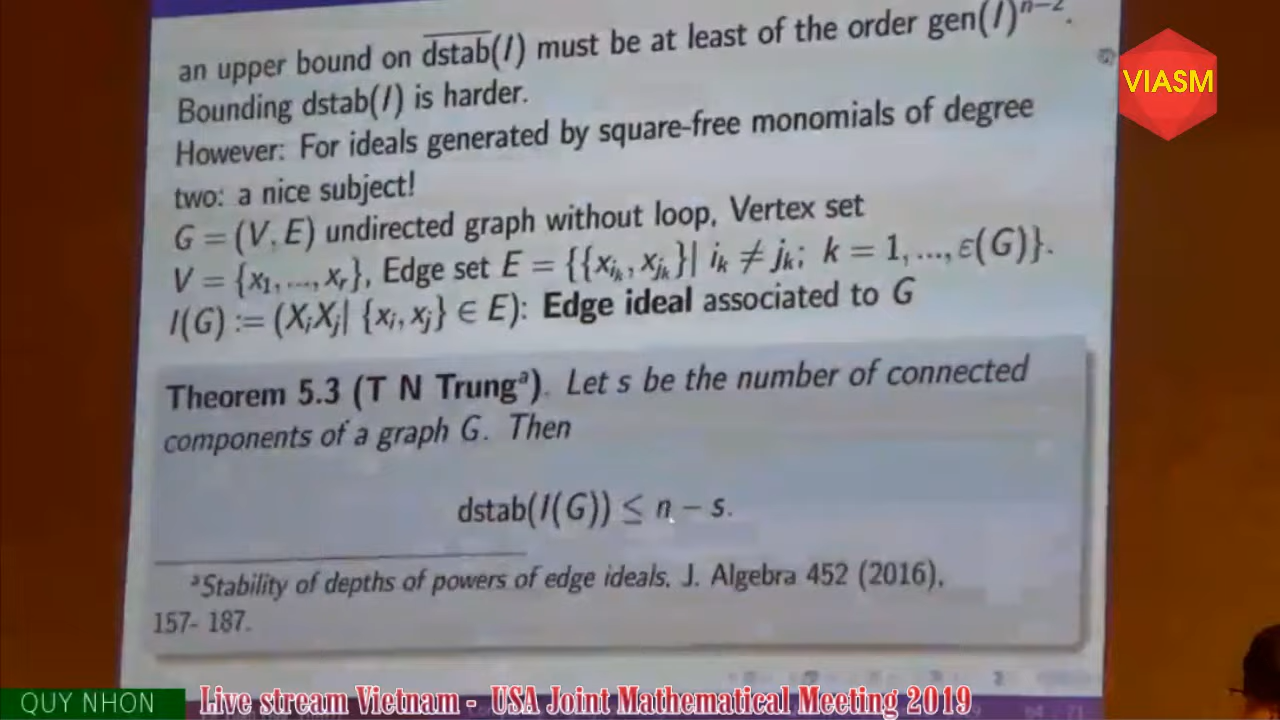 an upper bound on \overline{dstab}(I) must be at least of the order gen(I)^{n-2}.
Bounding dstab(I) is harder.
However: For ideals generated by square-free monomials of degree
two: a nice subject!
G = (V, E) undirected graph without loop, Vertex set
V = {x_1, ..., x_r}, Edge set E = {{x_{i_k}, x_{j_k}}| i_k ≠ j_k; k = 1, ..., ε(G)}.
I(G) := (X_iX_j| {x_i, x_j} ∈ E): Edge ideal associated to G
Theorem 5.3 (T N Trung^a). Let s be the number of connected
components of a graph G. Then
dstab(I(G)) ≤ n − s.
^aStability of depths of powers of edge ideals, J. Algebra 452 (2016),
157- 187.
VIASM
QUY NHON
Live stream Vietnam - USA Joint Mathematical Meeting 2019